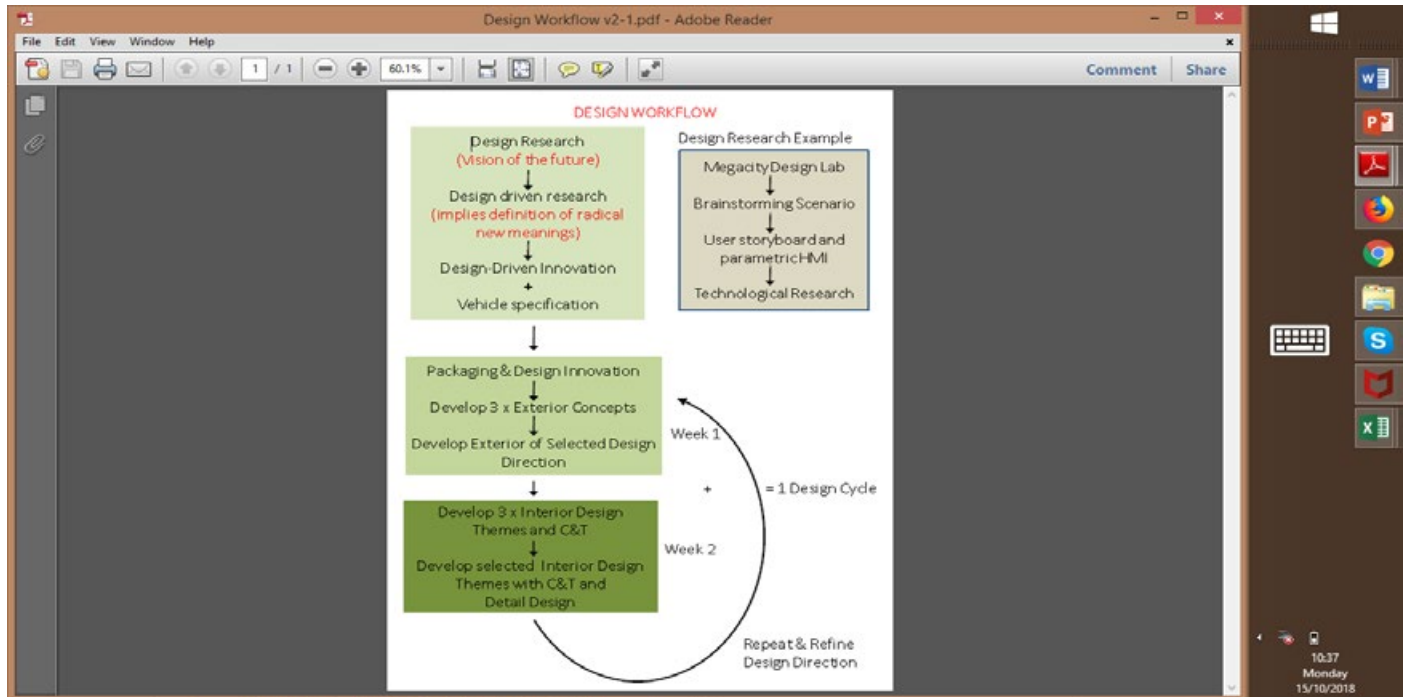 Design Workflow v2-1.pdf - Adobe Reader
File Edit View Window Help
1 / 1 60.1% Comment Share
DESIGN WORKFLOW
Design Research
(Vision of the future)
Design driven research
(implies definition of radical
new meanings)
Design-Driven Innovation
+
Vehicle specification
Design Research Example
Megacity Design Lab
Brainstorming Scenario
User storyboard and
parametric HMI
Technological Research
Packaging & Design Innovation
Develop 3 x Exterior Concepts
Develop Exterior of Selected Design
Direction
Week 1
+ = 1 Design Cycle
Develop 3 x Interior Design
Themes and C&T
Develop selected Interior Design
Themes with C&T and
Detail Design
Week 2
Repeat & Refine
Design Direction
10:37
Monday
15/10/2018